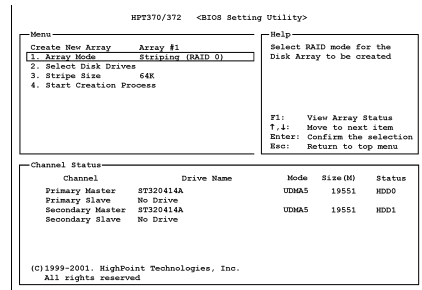 HPT370/372 <BIOS Setting Utility>
Menu
Create New Array Array #1
1. Array Mode Striping (RAID 0)
2. Select Disk Drives
3. Stripe Size 64K
4. Start Creation Process
Help
Select RAID mode for the
Disk Array to be created
F1: View Array Status
↑,↓: Move to next item
Enter: Confirm the selection
Esc: Return to top menu
Channel Status
Channel Drive Name Mode Size(M) Status
Primary Master ST320414A UDMA5 19551 HDD0
Primary Slave No Drive
Secondary Master ST320414A UDMA5 19551 HDD1
Secondary Slave No Drive
(C)1999-2001. HighPoint Technologies, Inc.
All rights reserved